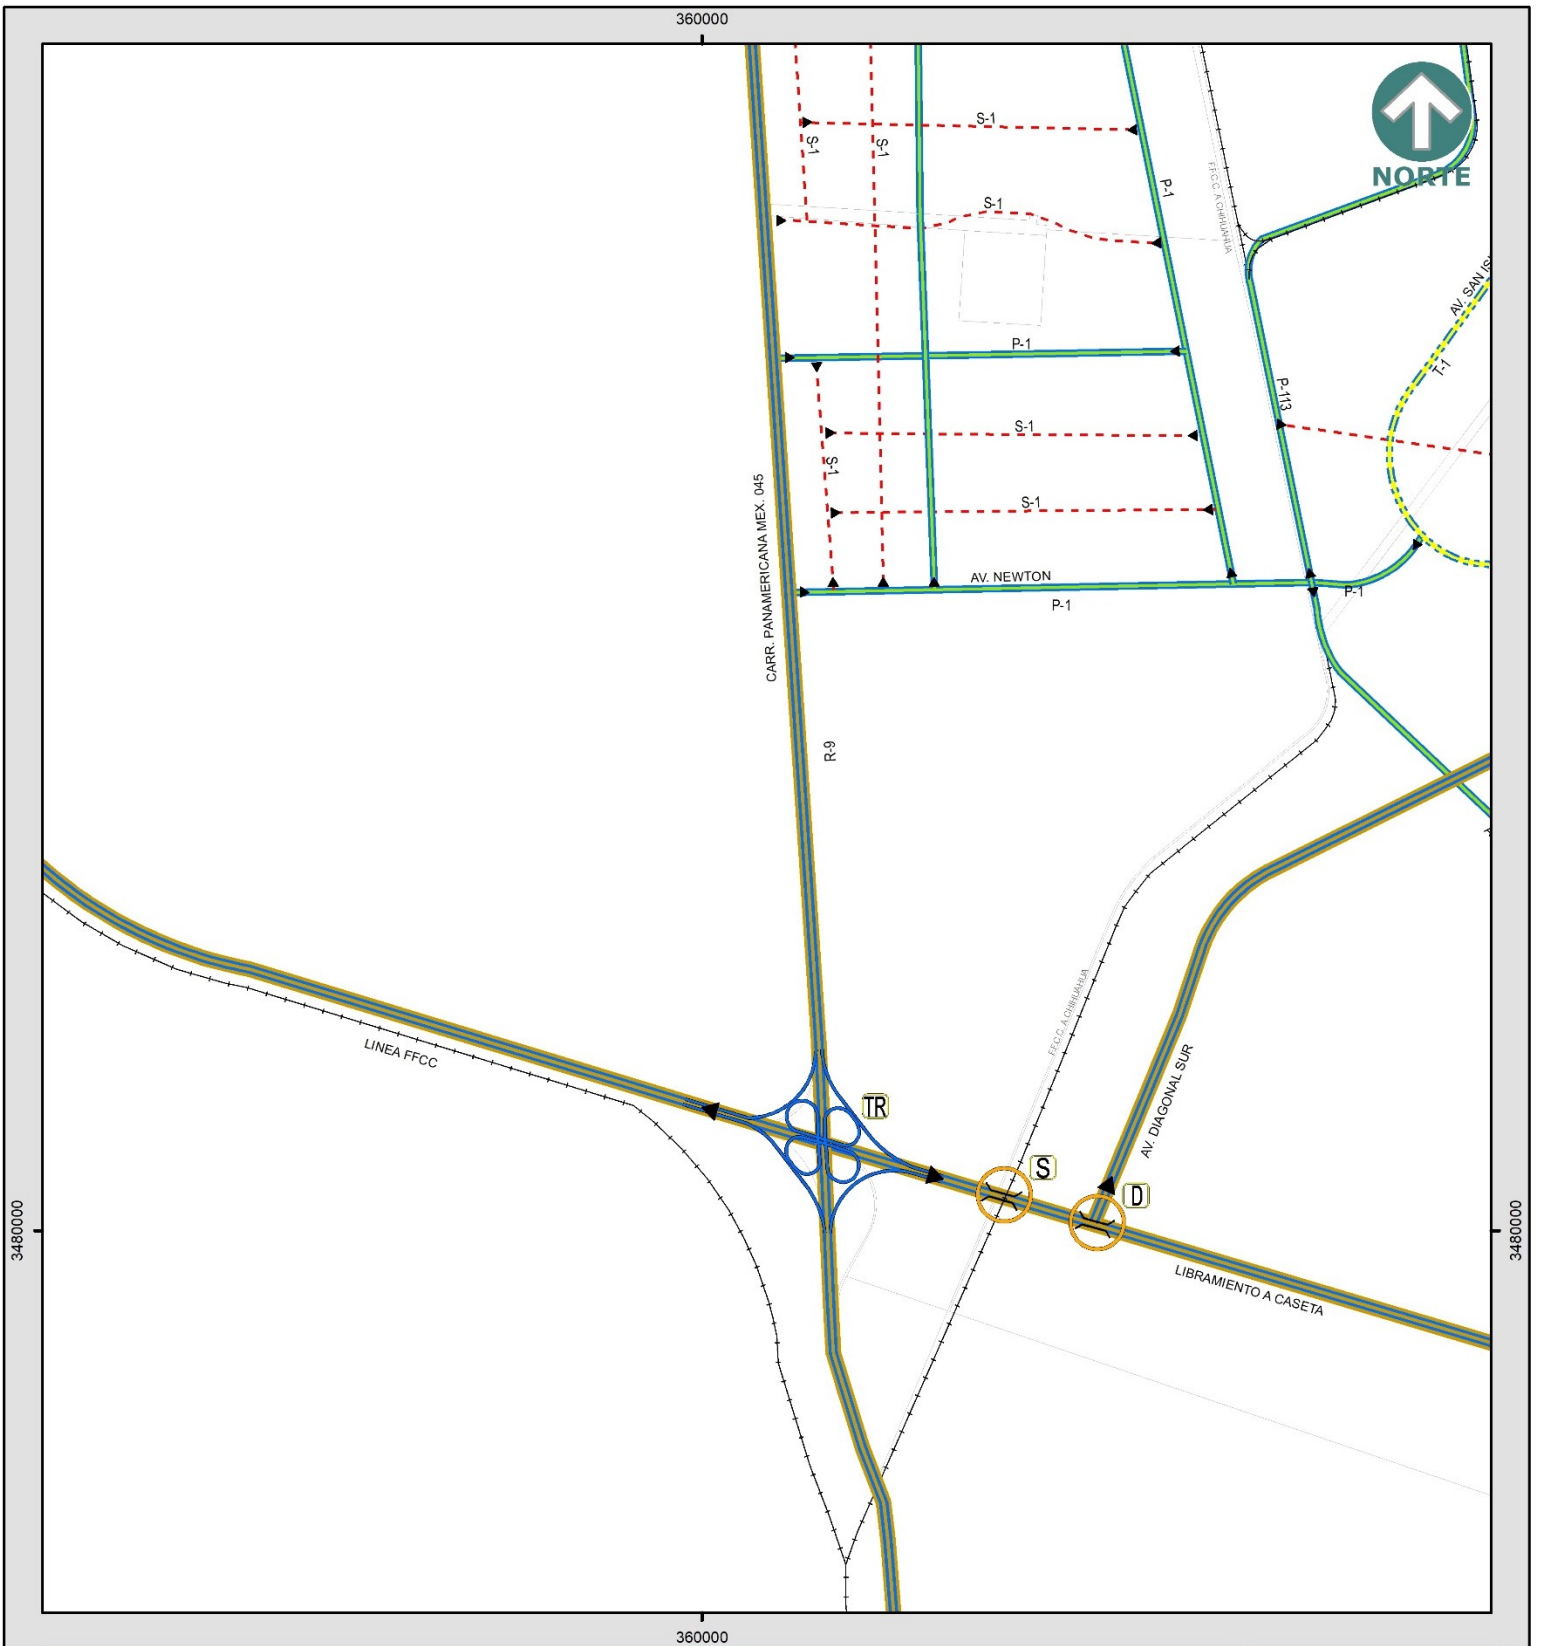 360000
NORTE
S-1
S-1
S-1
P-1
F.F.C.C. A CHIHUAHUA
S-1
AV. SAN IS
P-1
T-1
P-113
S-1
S-1
S-1
CARR. PANAMERICANA MEX. 045
AV. NEWTON
P-1
P-1
R-9
F.F.C.C. A CHIHUAHUA
LINEA FFCC
TR
AV. DIAGONAL SUR
S
D
3480000
3480000
LIBRAMIENTO A CASETA
360000